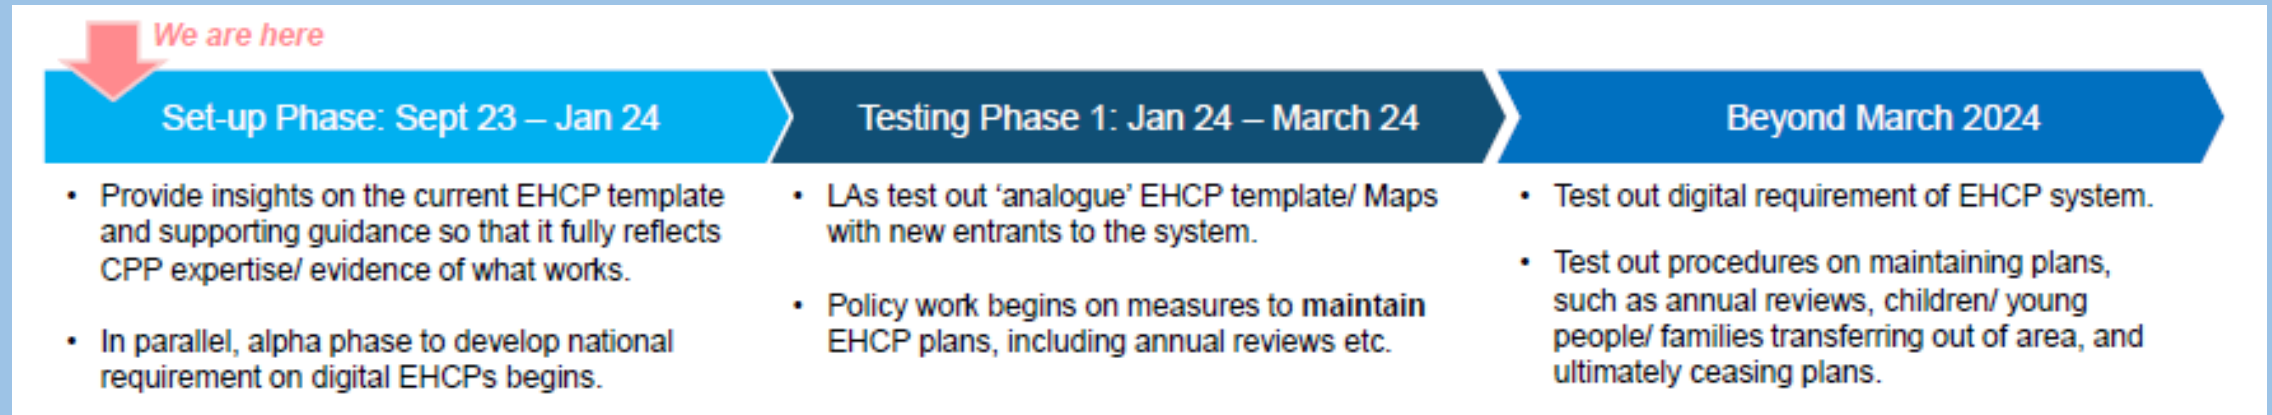 We are here
Set-up Phase: Sept 23 – Jan 24
• Provide insights on the current EHCP template
and supporting guidance so that it fully reflects
CPP expertise/ evidence of what works.
• In parallel, alpha phase to develop national
requirement on digital EHCPs begins.
Testing Phase 1: Jan 24 – March 24
• LAs test out ‘analogue’ EHCP template/ Maps
with new entrants to the system.
• Policy work begins on measures to maintain
EHCP plans, including annual reviews etc.
Beyond March 2024
• Test out digital requirement of EHCP system.
• Test out procedures on maintaining plans,
such as annual reviews, children/ young
people/ families transferring out of area, and
ultimately ceasing plans.